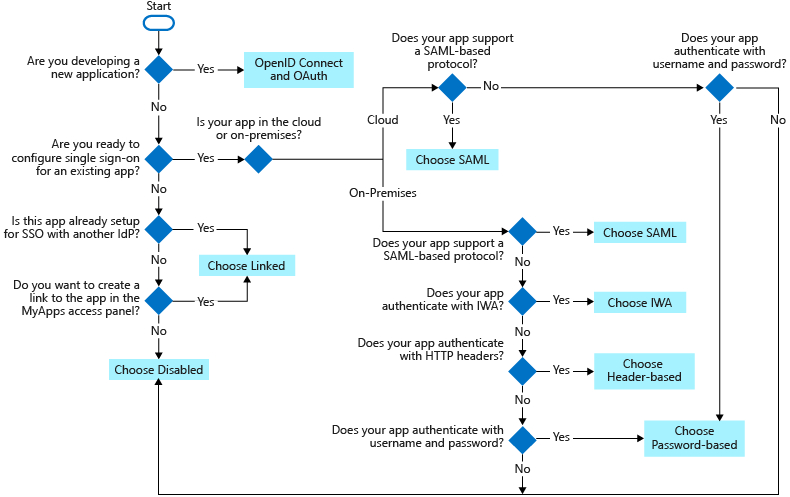 Start
Are you developing a
new application?
Yes
OpenID Connect
and OAuth
No
Are you ready to
configure single sign-on
for an existing app?
Yes
Is your app in the cloud
or on-premises?
No
Is this app already setup
for SSO with another IdP?
Yes
Choose Linked
No
Do you want to create a
link to the app in the
MyApps access panel?
Yes
No
Choose Disabled
Cloud
Does your app support
a SAML-based
protocol?
Yes
Choose SAML
No
Does your app
authenticate with
username and password?
Yes
No
On-Premises
Does your app support a
SAML-based protocol?
Yes
Choose SAML
No
Does your app
authenticate with IWA?
Yes
Choose IWA
No
Does your app authenticate
with HTTP headers?
Yes
Choose
Header-based
No
Does your app authenticate with
username and password?
Yes
Choose
Password-based
No